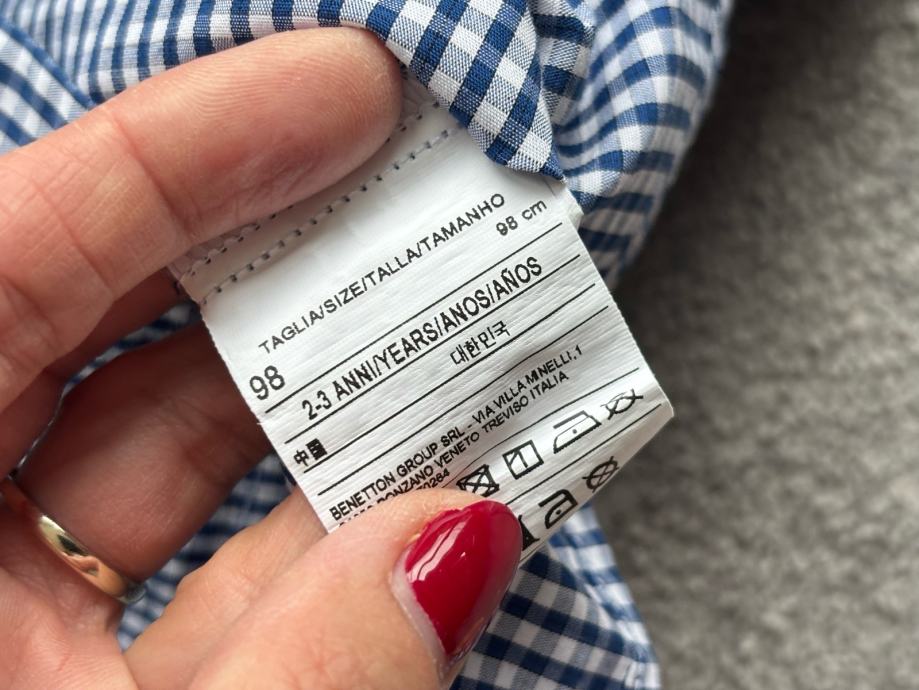 TAGLIA/SIZE/TALLA/TAMANHO
98 98 cm
2-3 ANNI/YEARS/ANOS/AÑOS
中国 대한민국
BENETTON GROUP SRL - VIA VILLA MINELLI,1
PONZANO VENETO TREVISO ITALIA